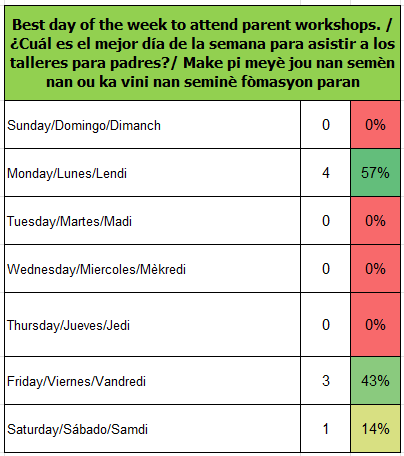 Best day of the week to attend parent workshops. /
¿Cuál es el mejor día de la semana para asistir a los
talleres para padres?/ Make pi meyè jou nan semèn
nan ou ka vini nan seminè fòmasyon paran
Sunday/Domingo/Dimanch 0 0%
Monday/Lunes/Lendi 4 57%
Tuesday/Martes/Madi 0 0%
Wednesday/Miercoles/Mèkredi 0 0%
Thursday/Jueves/Jedi 0 0%
Friday/Viernes/Vandredi 3 43%
Saturday/Sábado/Samdi 1 14%